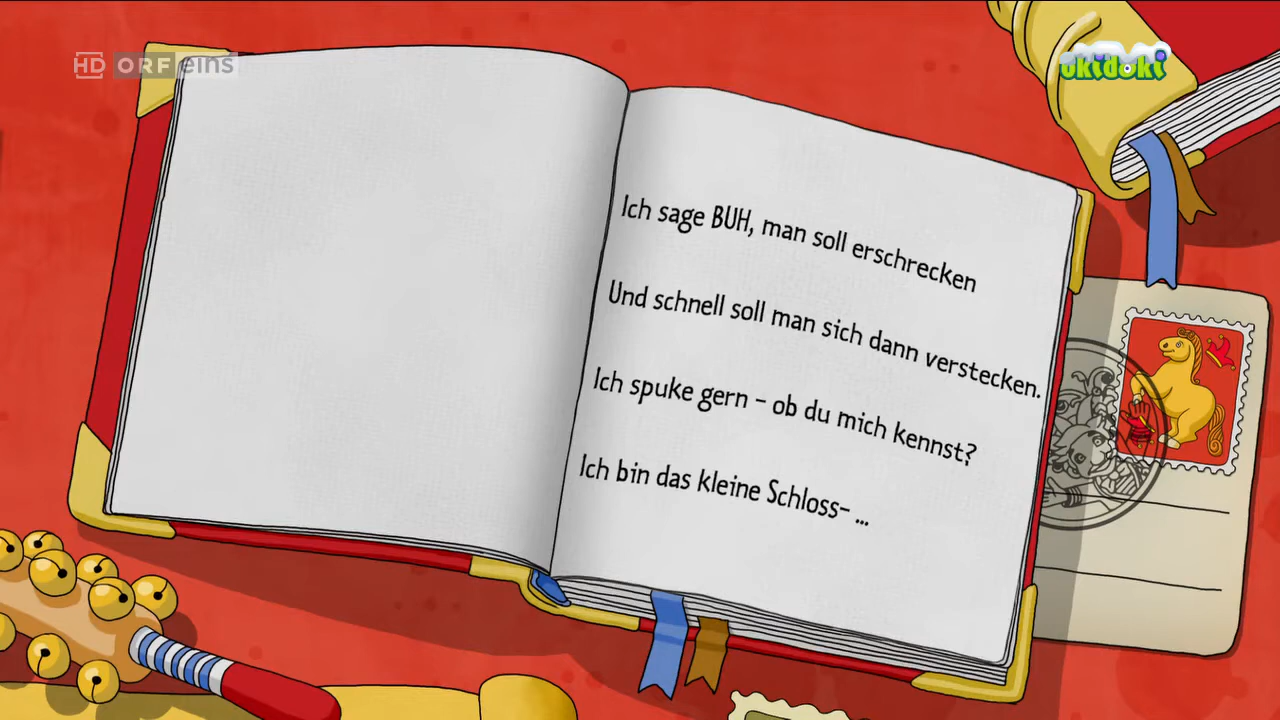 HD ORF eins
okidoki
Ich sage BUH, man soll erschrecken
Und schnell soll man sich dann verstecken.
Ich spuke gern – ob du mich kennst?
Ich bin das kleine Schloss- ...